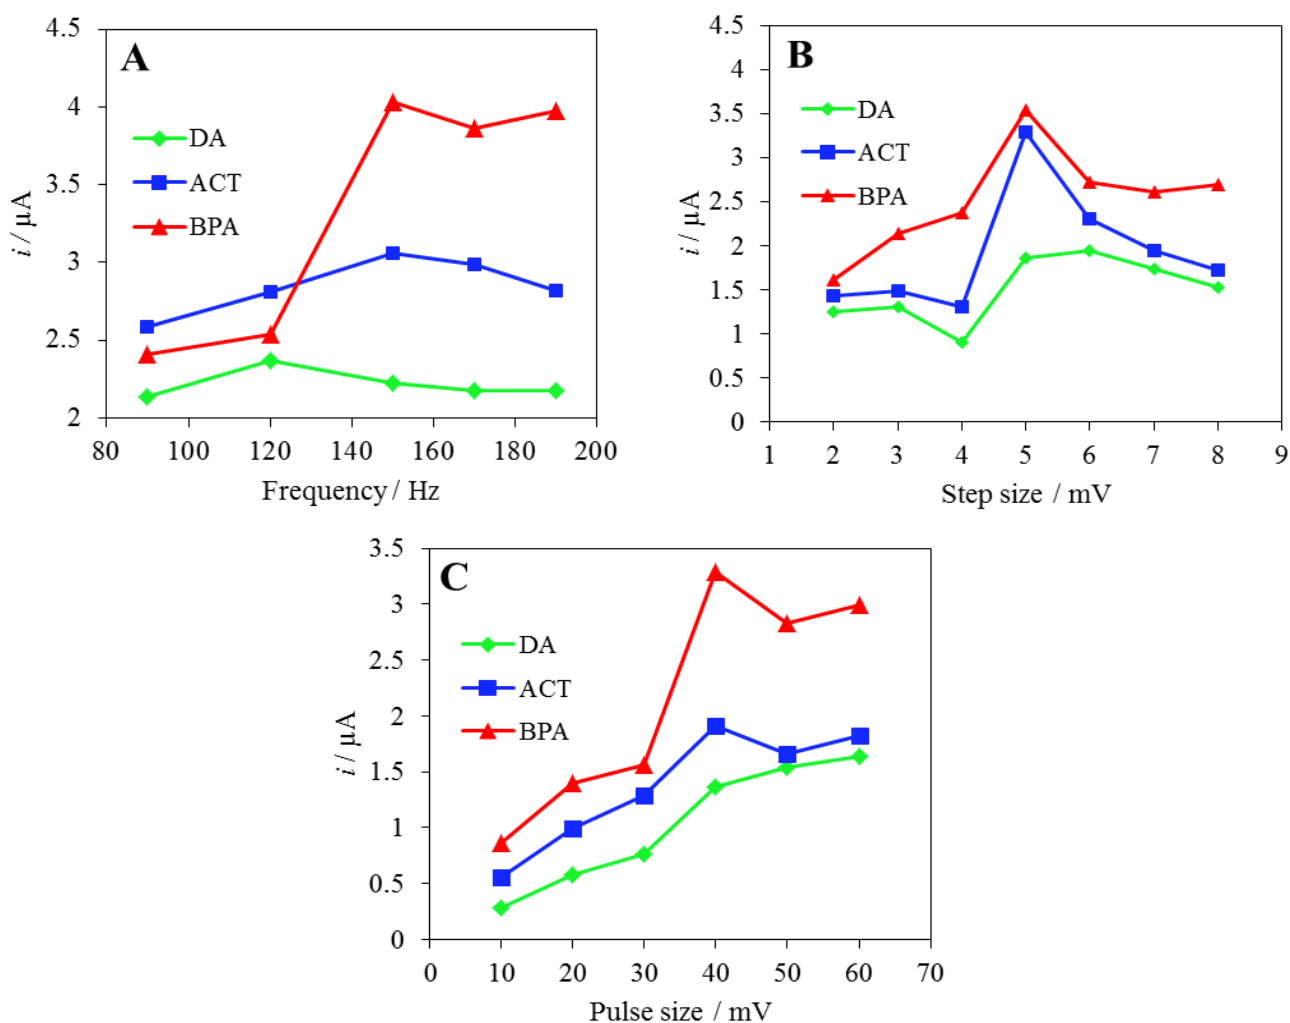 A
4.5
4
3.5
3
2.5
2
i / μA
DA
ACT
BPA
80 100 120 140 160 180 200
Frequency / Hz
B
4.5
4
3.5
3
2.5
2
1.5
1
0.5
0
i / μA
DA
ACT
BPA
1 2 3 4 5 6 7 8 9
Step size / mV
C
3.5
3
2.5
2
1.5
1
0.5
0
i / μA
DA
ACT
BPA
0 10 20 30 40 50 60 70
Pulse size / mV